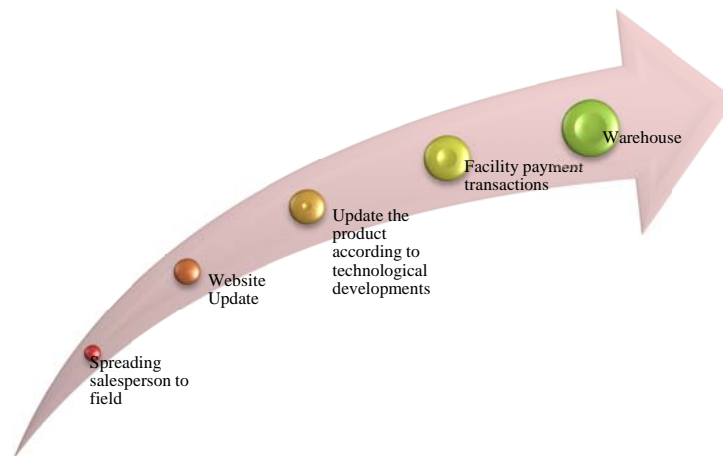 Spreading
salesperson to
field
Website
Update
Update the
product
according to
technological
developments
Facility payment
transactions
Warehouse